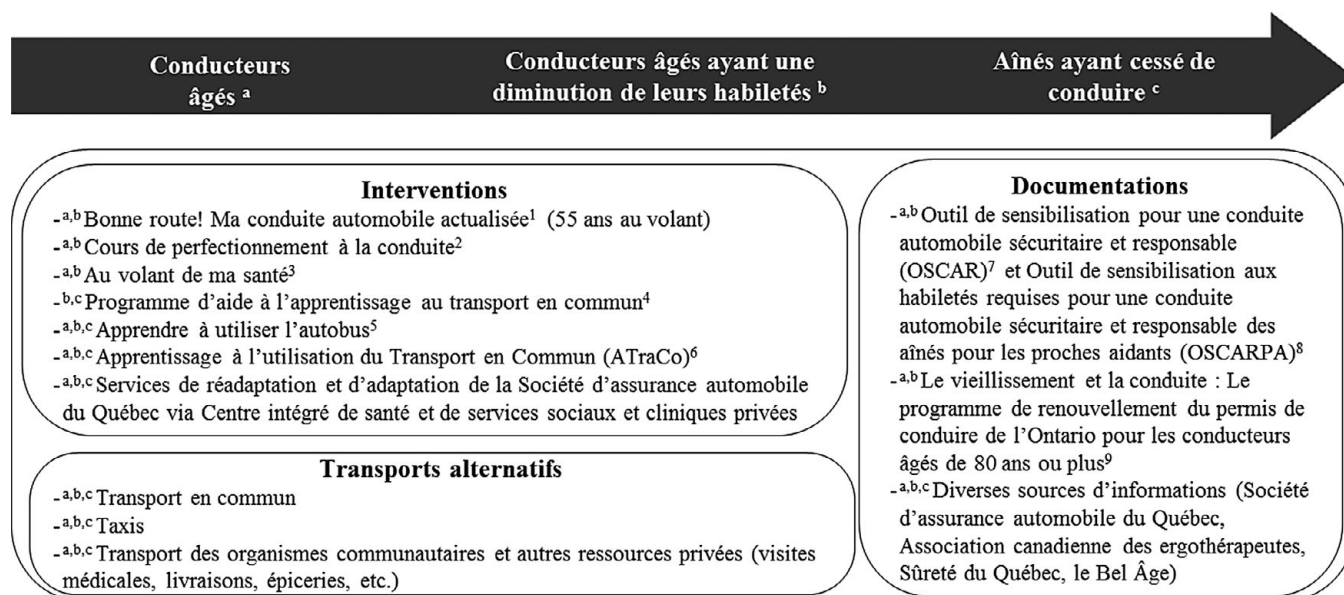 Conducteurs
âgés ᵃ
Conducteurs âgés ayant une
diminution de leurs habiletés ᵇ
Aînés ayant cessé de
conduire ᶜ
Interventions
-ᵃ,ᵇ Bonne route! Ma conduite automobile actualisée¹ (55 ans au volant)
-ᵃ,ᵇ Cours de perfectionnement à la conduite²
-ᵃ,ᵇ Au volant de ma santé³
-ᵇ,ᶜ Programme d’aide à l’apprentissage au transport en commun⁴
-ᵃ,ᵇ,ᶜ Apprendre à utiliser l’autobus⁵
-ᵃ,ᵇ,ᶜ Apprentissage à l’utilisation du Transport en Commun (ATraCo)⁶
-ᵃ,ᵇ,ᶜ Services de réadaptation et d’adaptation de la Société d’assurance automobile
du Québec via Centre intégré de santé et de services sociaux et cliniques privées
Transports alternatifs
-ᵃ,ᵇ,ᶜ Transport en commun
-ᵃ,ᵇ,ᶜ Taxis
-ᵃ,ᵇ,ᶜ Transport des organismes communautaires et autres ressources privées (visites
médicales, livraisons, épiceries, etc.)
Documentations
-ᵃ,ᵇ Outil de sensibilisation pour une conduite
automobile sécuritaire et responsable
(OSCAR)⁷ et Outil de sensibilisation aux
habiletés requises pour une conduite
automobile sécuritaire et responsable des
aînés pour les proches aidants (OSCARPA)⁸
-ᵃ,ᵇ Le vieillissement et la conduite : Le
programme de renouvellement du permis de
conduire de l’Ontario pour les conducteurs
âgés de 80 ans ou plus⁹
-ᵃ,ᵇ,ᶜ Diverses sources d’informations (Société
d’assurance automobile du Québec,
Association canadienne des ergothérapeutes,
Sûreté du Québec, le Bel Âge)